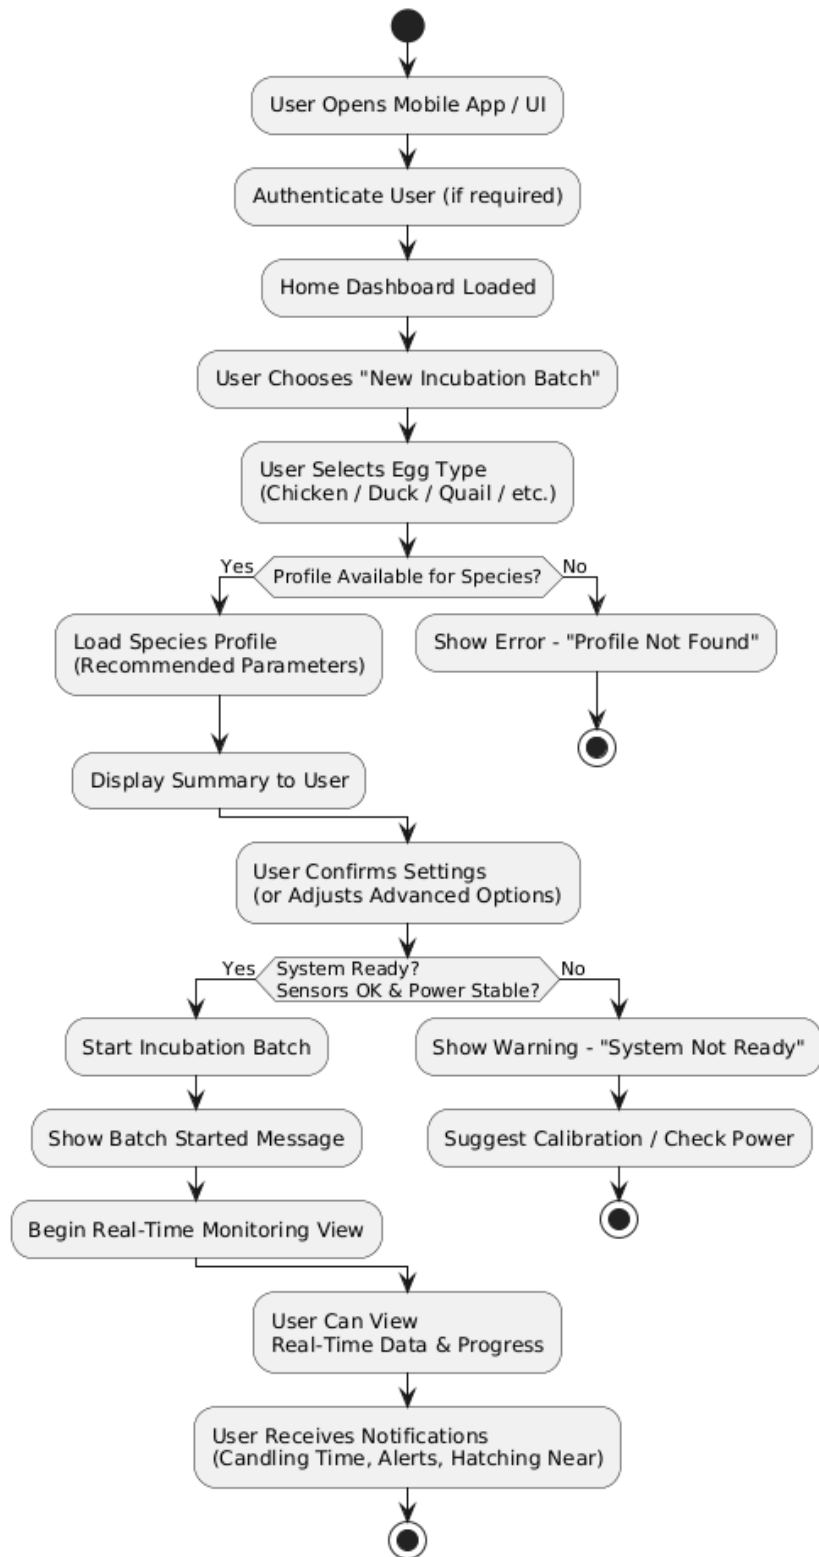 User Opens Mobile App / UI
Authenticate User (if required)
Home Dashboard Loaded
User Chooses "New Incubation Batch"
User Selects Egg Type
(Chicken / Duck / Quail / etc.)
Yes
Profile Available for Species?
No
Load Species Profile
(Recommended Parameters)
Show Error - "Profile Not Found"
Display Summary to User
User Confirms Settings
(or Adjusts Advanced Options)
Yes
System Ready?
Sensors OK & Power Stable?
No
Start Incubation Batch
Show Warning - "System Not Ready"
Show Batch Started Message
Suggest Calibration / Check Power
Begin Real-Time Monitoring View
User Can View
Real-Time Data & Progress
User Receives Notifications
(Candling Time, Alerts, Hatching Near)